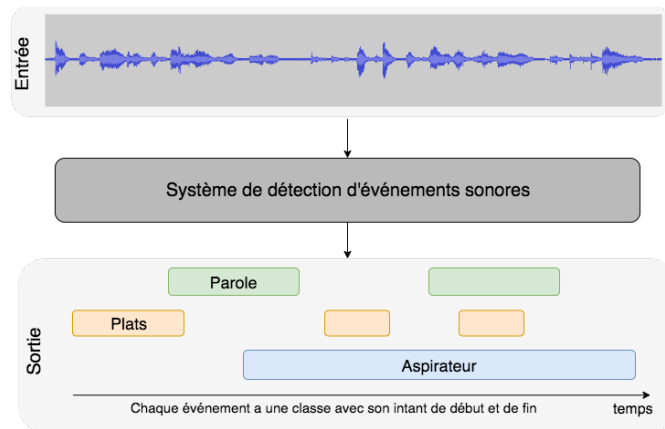 Entrée
Système de détection d'événements sonores
Sortie
Parole
Plats
Aspirateur
Chaque événement a une classe avec son intant de début et de fin
temps